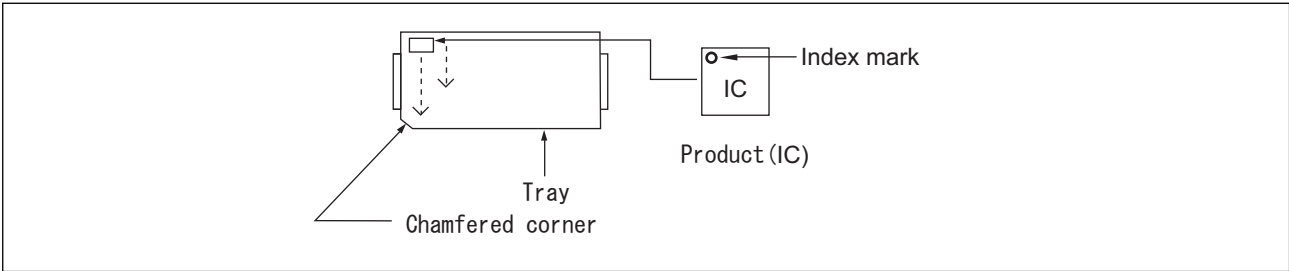 Index mark
IC
Product(IC)
Tray
Chamfered corner